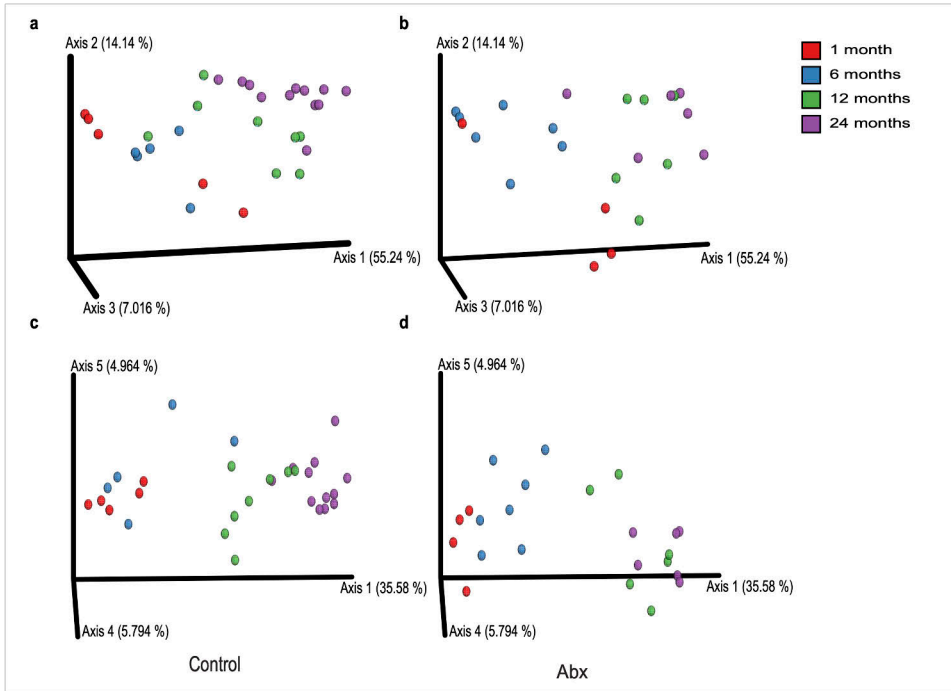 a
b
Axis 2 (14.14 %)
Axis 2 (14.14 %)
1 month
6 months
12 months
24 months
Axis 1 (55.24 %)
Axis 1 (55.24 %)
Axis 3 (7.016 %)
Axis 3 (7.016 %)
c
d
Axis 5 (4.964 %)
Axis 5 (4.964 %)
Axis 1 (35.58 %)
Axis 1 (35.58 %)
Axis 4 (5.794 %)
Axis 4 (5.794 %)
Control
Abx